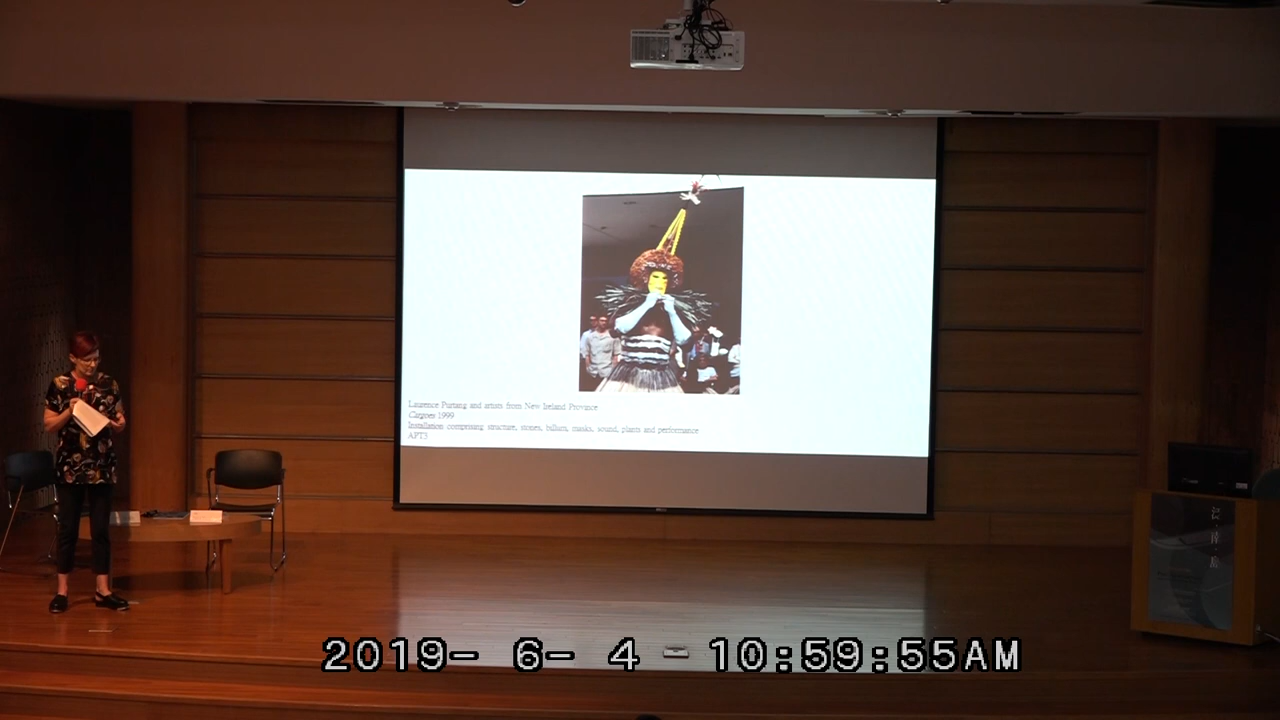 Laurence Purtang and artists from New Ireland Province
Cargoes 1999
Installation comprising structure, stones, bilums, masks, sound, plants and performance
APT3
2019- 6- 4 10:59:55AM